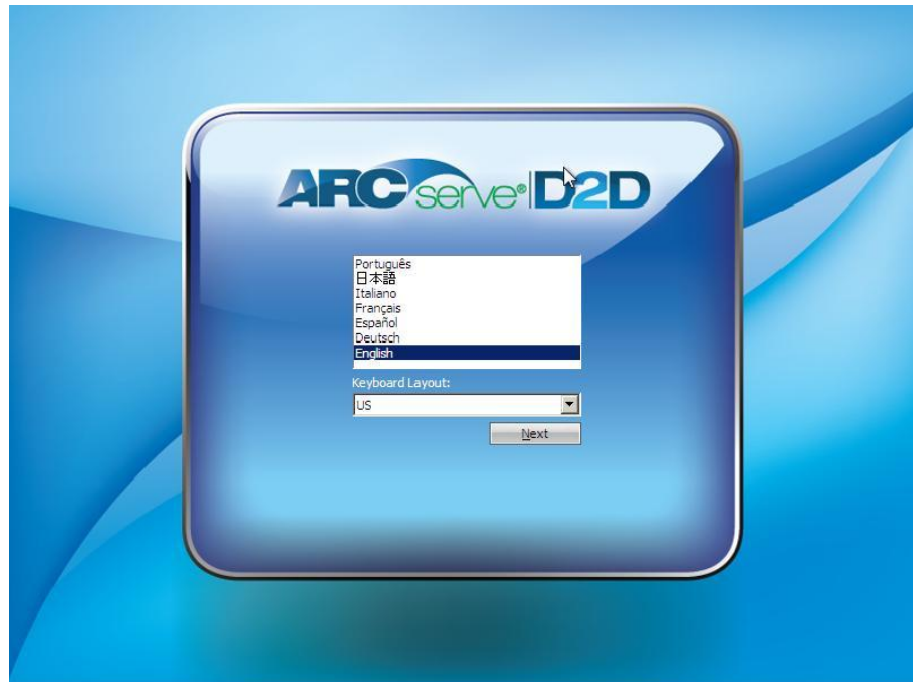 ARCserve® D2D
Português
日本語
Italiano
Français
Español
Deutsch
English
Keyboard Layout:
US
Next